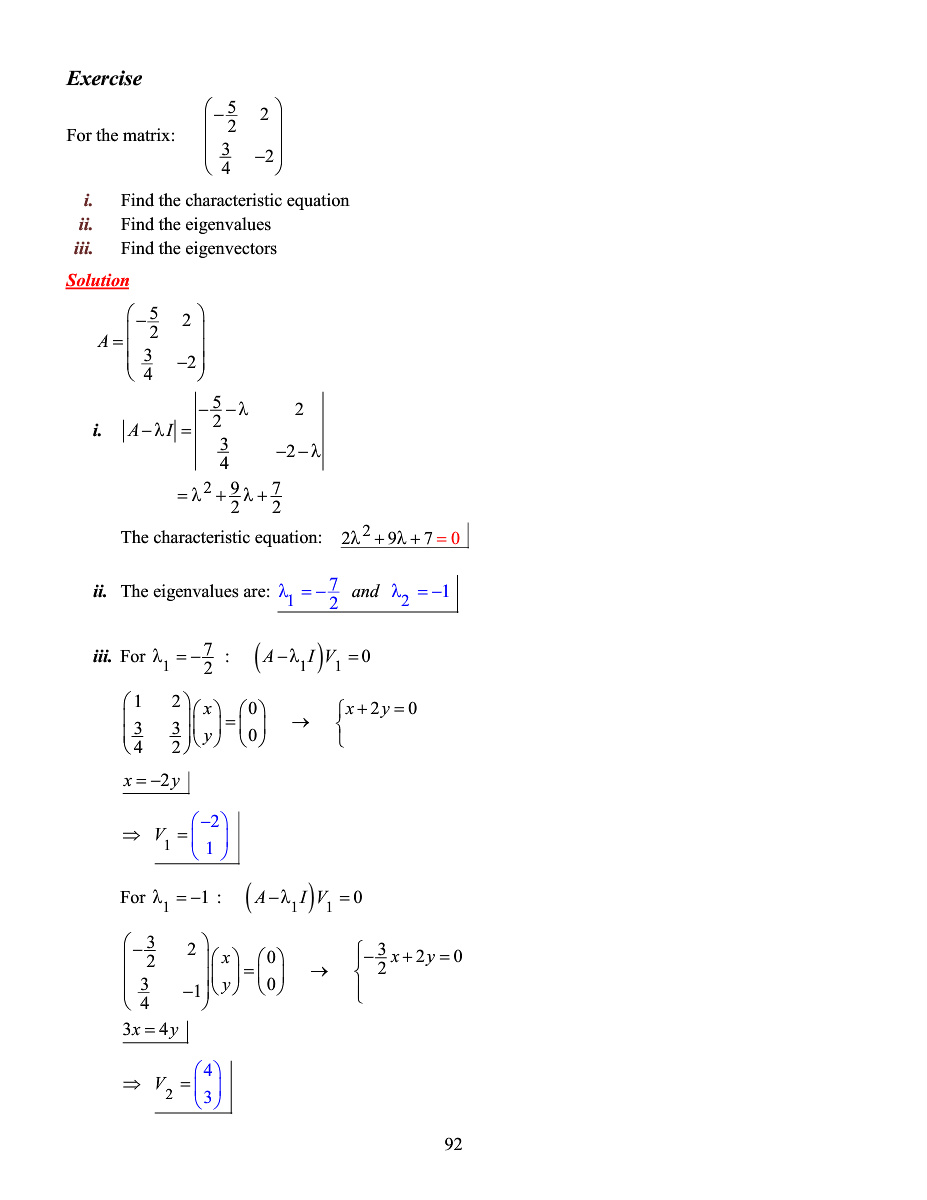 Exercise
For the matrix: $\begin{pmatrix} -\frac{5}{2} & 2 \\ \frac{3}{4} & -2 \end{pmatrix}$
i. Find the characteristic equation
ii. Find the eigenvalues
iii. Find the eigenvectors
Solution
$A = \begin{pmatrix} -\frac{5}{2} & 2 \\ \frac{3}{4} & -2 \end{pmatrix}$
i. $|A - \lambda I| = \begin{vmatrix} -\frac{5}{2} - \lambda & 2 \\ \frac{3}{4} & -2 - \lambda \end{vmatrix}$
$= \lambda^2 + \frac{9}{2}\lambda + \frac{7}{2}$
The characteristic equation: $2\lambda^2 + 9\lambda + 7 = 0$
ii. The eigenvalues are: $\lambda_1 = -\frac{7}{2}$ and $\lambda_2 = -1$
iii. For $\lambda_1 = -\frac{7}{2}$ : $(A - \lambda_1 I)V_1 = 0$
$\begin{pmatrix} 1 & 2 \\ \frac{3}{4} & \frac{3}{2} \end{pmatrix} \begin{pmatrix} x \\ y \end{pmatrix} = \begin{pmatrix} 0 \\ 0 \end{pmatrix} \rightarrow \begin{cases} x + 2y = 0 \\ \ \end{cases}$
$x = -2y$
$\Rightarrow V_1 = \begin{pmatrix} -2 \\ 1 \end{pmatrix}$
For $\lambda_1 = -1$ : $(A - \lambda_1 I)V_1 = 0$
$\begin{pmatrix} -\frac{3}{2} & 2 \\ \frac{3}{4} & -1 \end{pmatrix} \begin{pmatrix} x \\ y \end{pmatrix} = \begin{pmatrix} 0 \\ 0 \end{pmatrix} \rightarrow \begin{cases} -\frac{3}{2}x + 2y = 0 \\ \ \end{cases}$
$3x = 4y$
$\Rightarrow V_2 = \begin{pmatrix} 4 \\ 3 \end{pmatrix}$
92